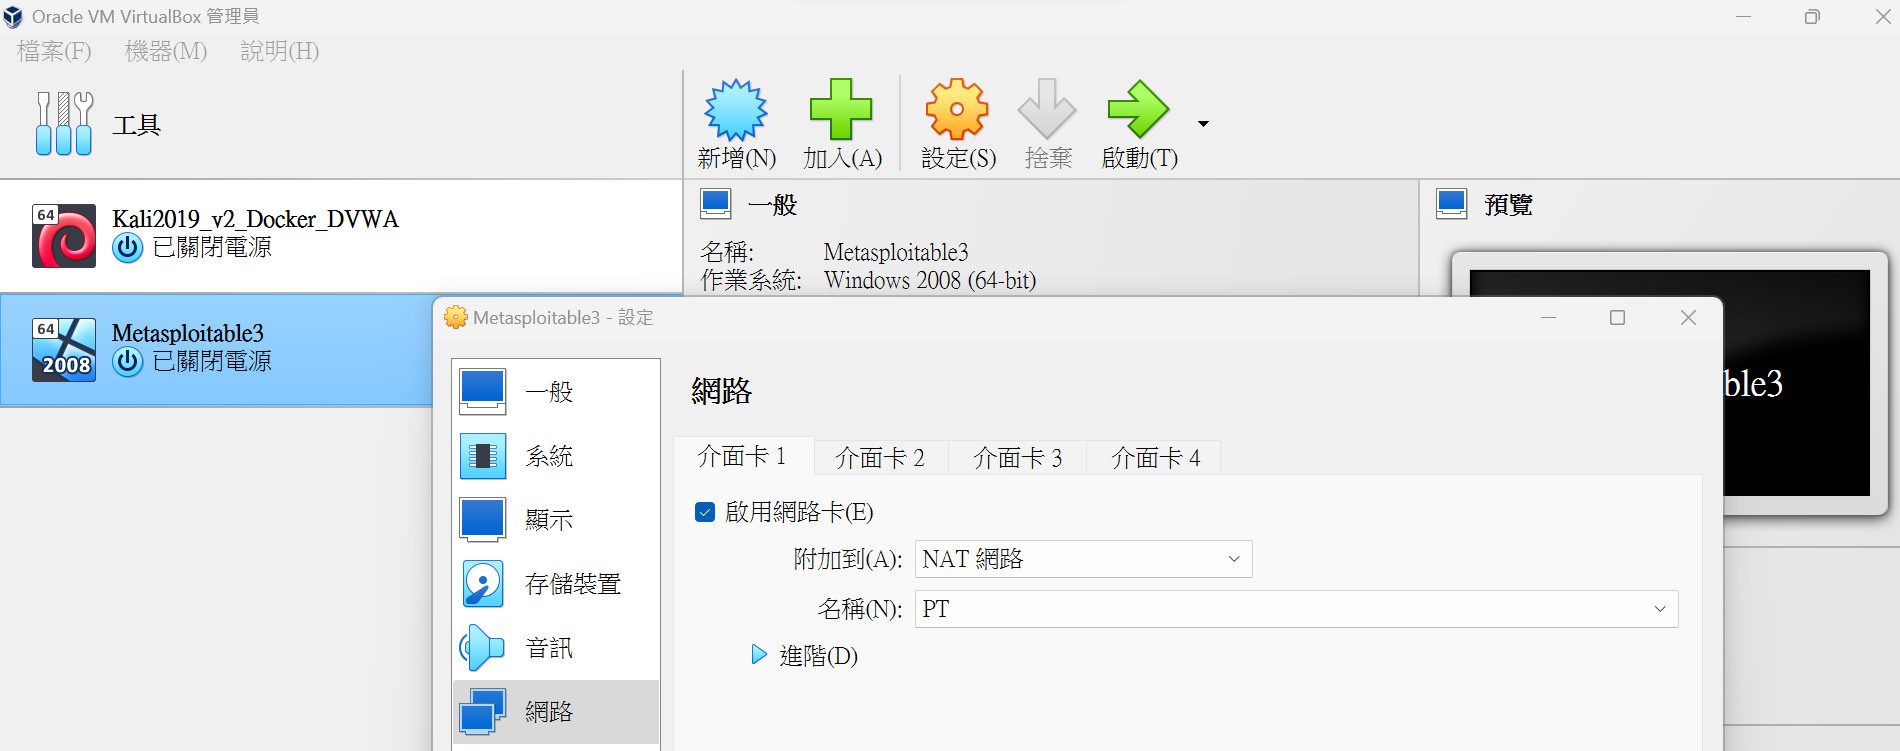 Oracle VM VirtualBox 管理員
檔案(F) 機器(M) 說明(H)
工具
新增(N) 加入(A) 設定(S) 捨棄 啟動(T)
64
Kali2019_v2_Docker_DVWA
已關閉電源
64
2008
Metasploitable3
已關閉電源
一般
名稱: Metasploitable3
作業系統: Windows 2008 (64-bit)
預覽
ble3
Metasploitable3 - 設定
一般
系統
顯示
存儲裝置
音訊
網路
網路
介面卡 1 介面卡 2 介面卡 3 介面卡 4
啟用網路卡(E)
附加到(A): NAT 網路
名稱(N): PT
進階(D)